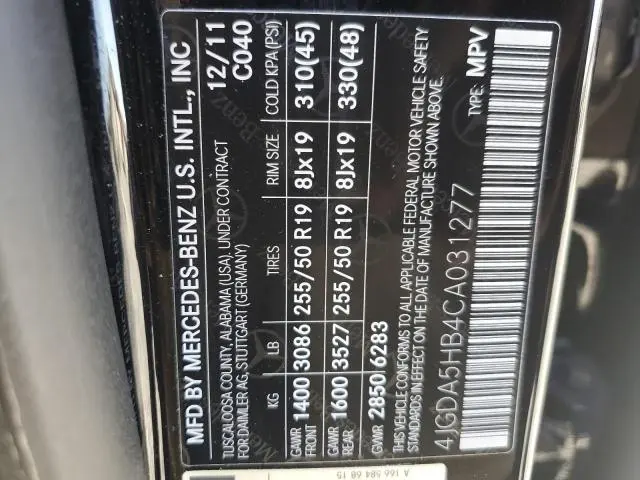 MFD BY MERCEDES-BENZ U.S. INTL., INC
TUSCALOOSA COUNTY, ALABAMA (USA), UNDER CONTRACT 12/11
FOR DAIMLER AG, STUTTGART (GERMANY) C040
KG LB TIRES RIM SIZE COLD KPA (PSI)
GAWR FRONT 1400 3086 255/50 R19 8Jx19 310(45)
GAWR REAR 1600 3527 255/50 R19 8Jx19 330(48)
GVWR 2850 6283
THIS VEHICLE CONFORMS TO ALL APPLICABLE FEDERAL MOTOR VEHICLE SAFETY
STANDARDS IN EFFECT ON THE DATE OF MANUFACTURE SHOWN ABOVE.
4JGDA5HB4CA031277 TYPE: MPV
A 166 584 68 15